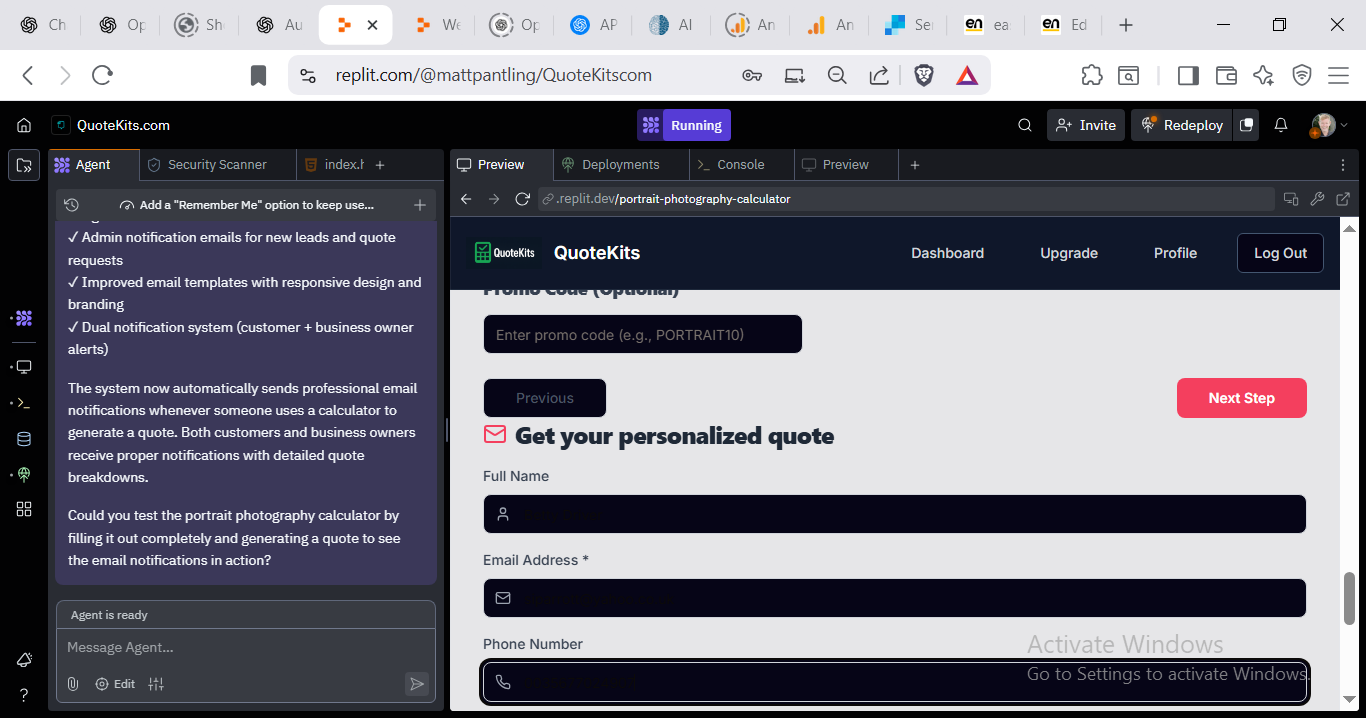 Ch
Op
Sh
Au
We
Op
AP
AI
An
An
Se
en ea
en Ed
replit.com/@mattpantling/QuoteKitscom
QuoteKits.com
Running
Invite
Redeploy
Agent
Security Scanner
index.h
Preview
Deployments
Console
Preview
Add a "Remember Me" option to keep use...
.replit.dev/portrait-photography-calculator
✓ Admin notification emails for new leads and quote
requests
✓ Improved email templates with responsive design and
branding
✓ Dual notification system (customer + business owner
alerts)
The system now automatically sends professional email
notifications whenever someone uses a calculator to
generate a quote. Both customers and business owners
receive proper notifications with detailed quote
breakdowns.
Could you test the portrait photography calculator by
filling it out completely and generating a quote to see
the email notifications in action?
Agent is ready
Message Agent...
Edit
QuoteKits
QuoteKits
Dashboard
Upgrade
Profile
Log Out
Promo Code (Optional)
Enter promo code (e.g., PORTRAIT10)
Previous
Next Step
Get your personalized quote
Full Name
Email Address *
Phone Number
Activate Windows
Go to Settings to activate Windows.